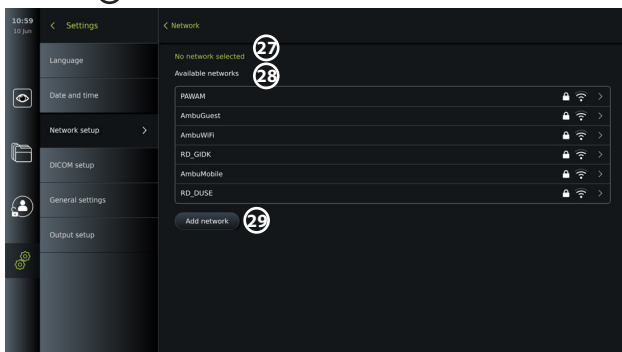 10:59
10 Jun
Settings
Language
Date and time
Network setup
DICOM setup
General settings
Output setup
Network
No network selected
27
Available networks
28
PAWAM
AmbuGuest
AmbuWiFi
RD_GIDK
AmbuMobile
RD_DUSE
Add network
29